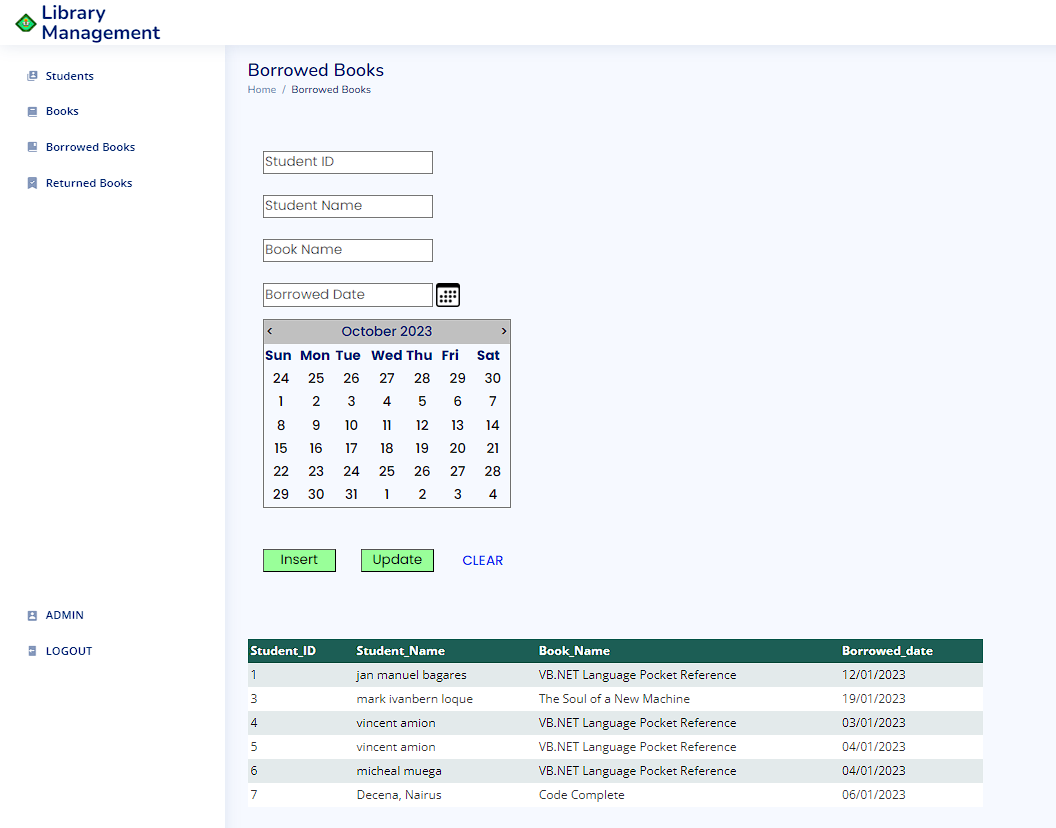 Library
Management
Students
Books
Borrowed Books
Returned Books
ADMIN
LOGOUT
Borrowed Books
Home / Borrowed Books
Student ID
Student Name
Book Name
Borrowed Date
< October 2023 >
Sun Mon Tue Wed Thu Fri Sat
24 25 26 27 28 29 30
1 2 3 4 5 6 7
8 9 10 11 12 13 14
15 16 17 18 19 20 21
22 23 24 25 26 27 28
29 30 31 1 2 3 4
Insert Update CLEAR
Student_ID Student_Name Book_Name Borrowed_date
1 jan manuel bagares VB.NET Language Pocket Reference 12/01/2023
3 mark ivanbern loque The Soul of a New Machine 19/01/2023
4 vincent amion VB.NET Language Pocket Reference 03/01/2023
5 vincent amion VB.NET Language Pocket Reference 04/01/2023
6 micheal muega VB.NET Language Pocket Reference 04/01/2023
7 Decena, Nairus Code Complete 06/01/2023